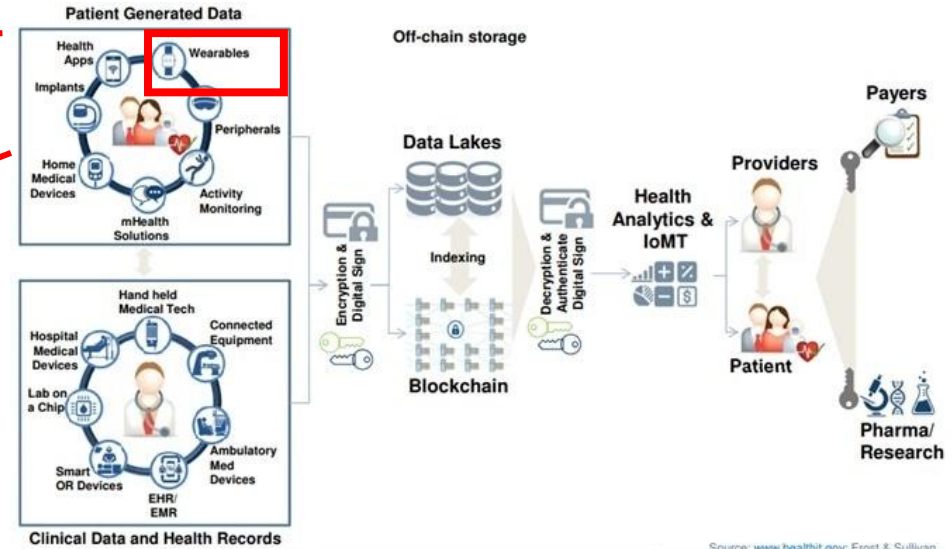 Patient Generated Data
Health
Apps
Wearables
Implants
Peripherals
Home
Medical
Devices
Activity
Monitoring
mHealth
Solutions
Hand held
Medical Tech
Hospital
Medical
Devices
Connected
Equipment
Lab on
a Chip
Smart
OR Devices
Ambulatory
Med
Devices
EHR/
EMR
Clinical Data and Health Records
Off-chain storage
Encryption &
Digital Sign
Data Lakes
Indexing
Blockchain
Decryption &
Authenticate
Digital Sign
Health
Analytics &
IoMT
Providers
Patient
Payers
Pharma/
Research
Source: www.healthit.gov; Frost & Sullivan